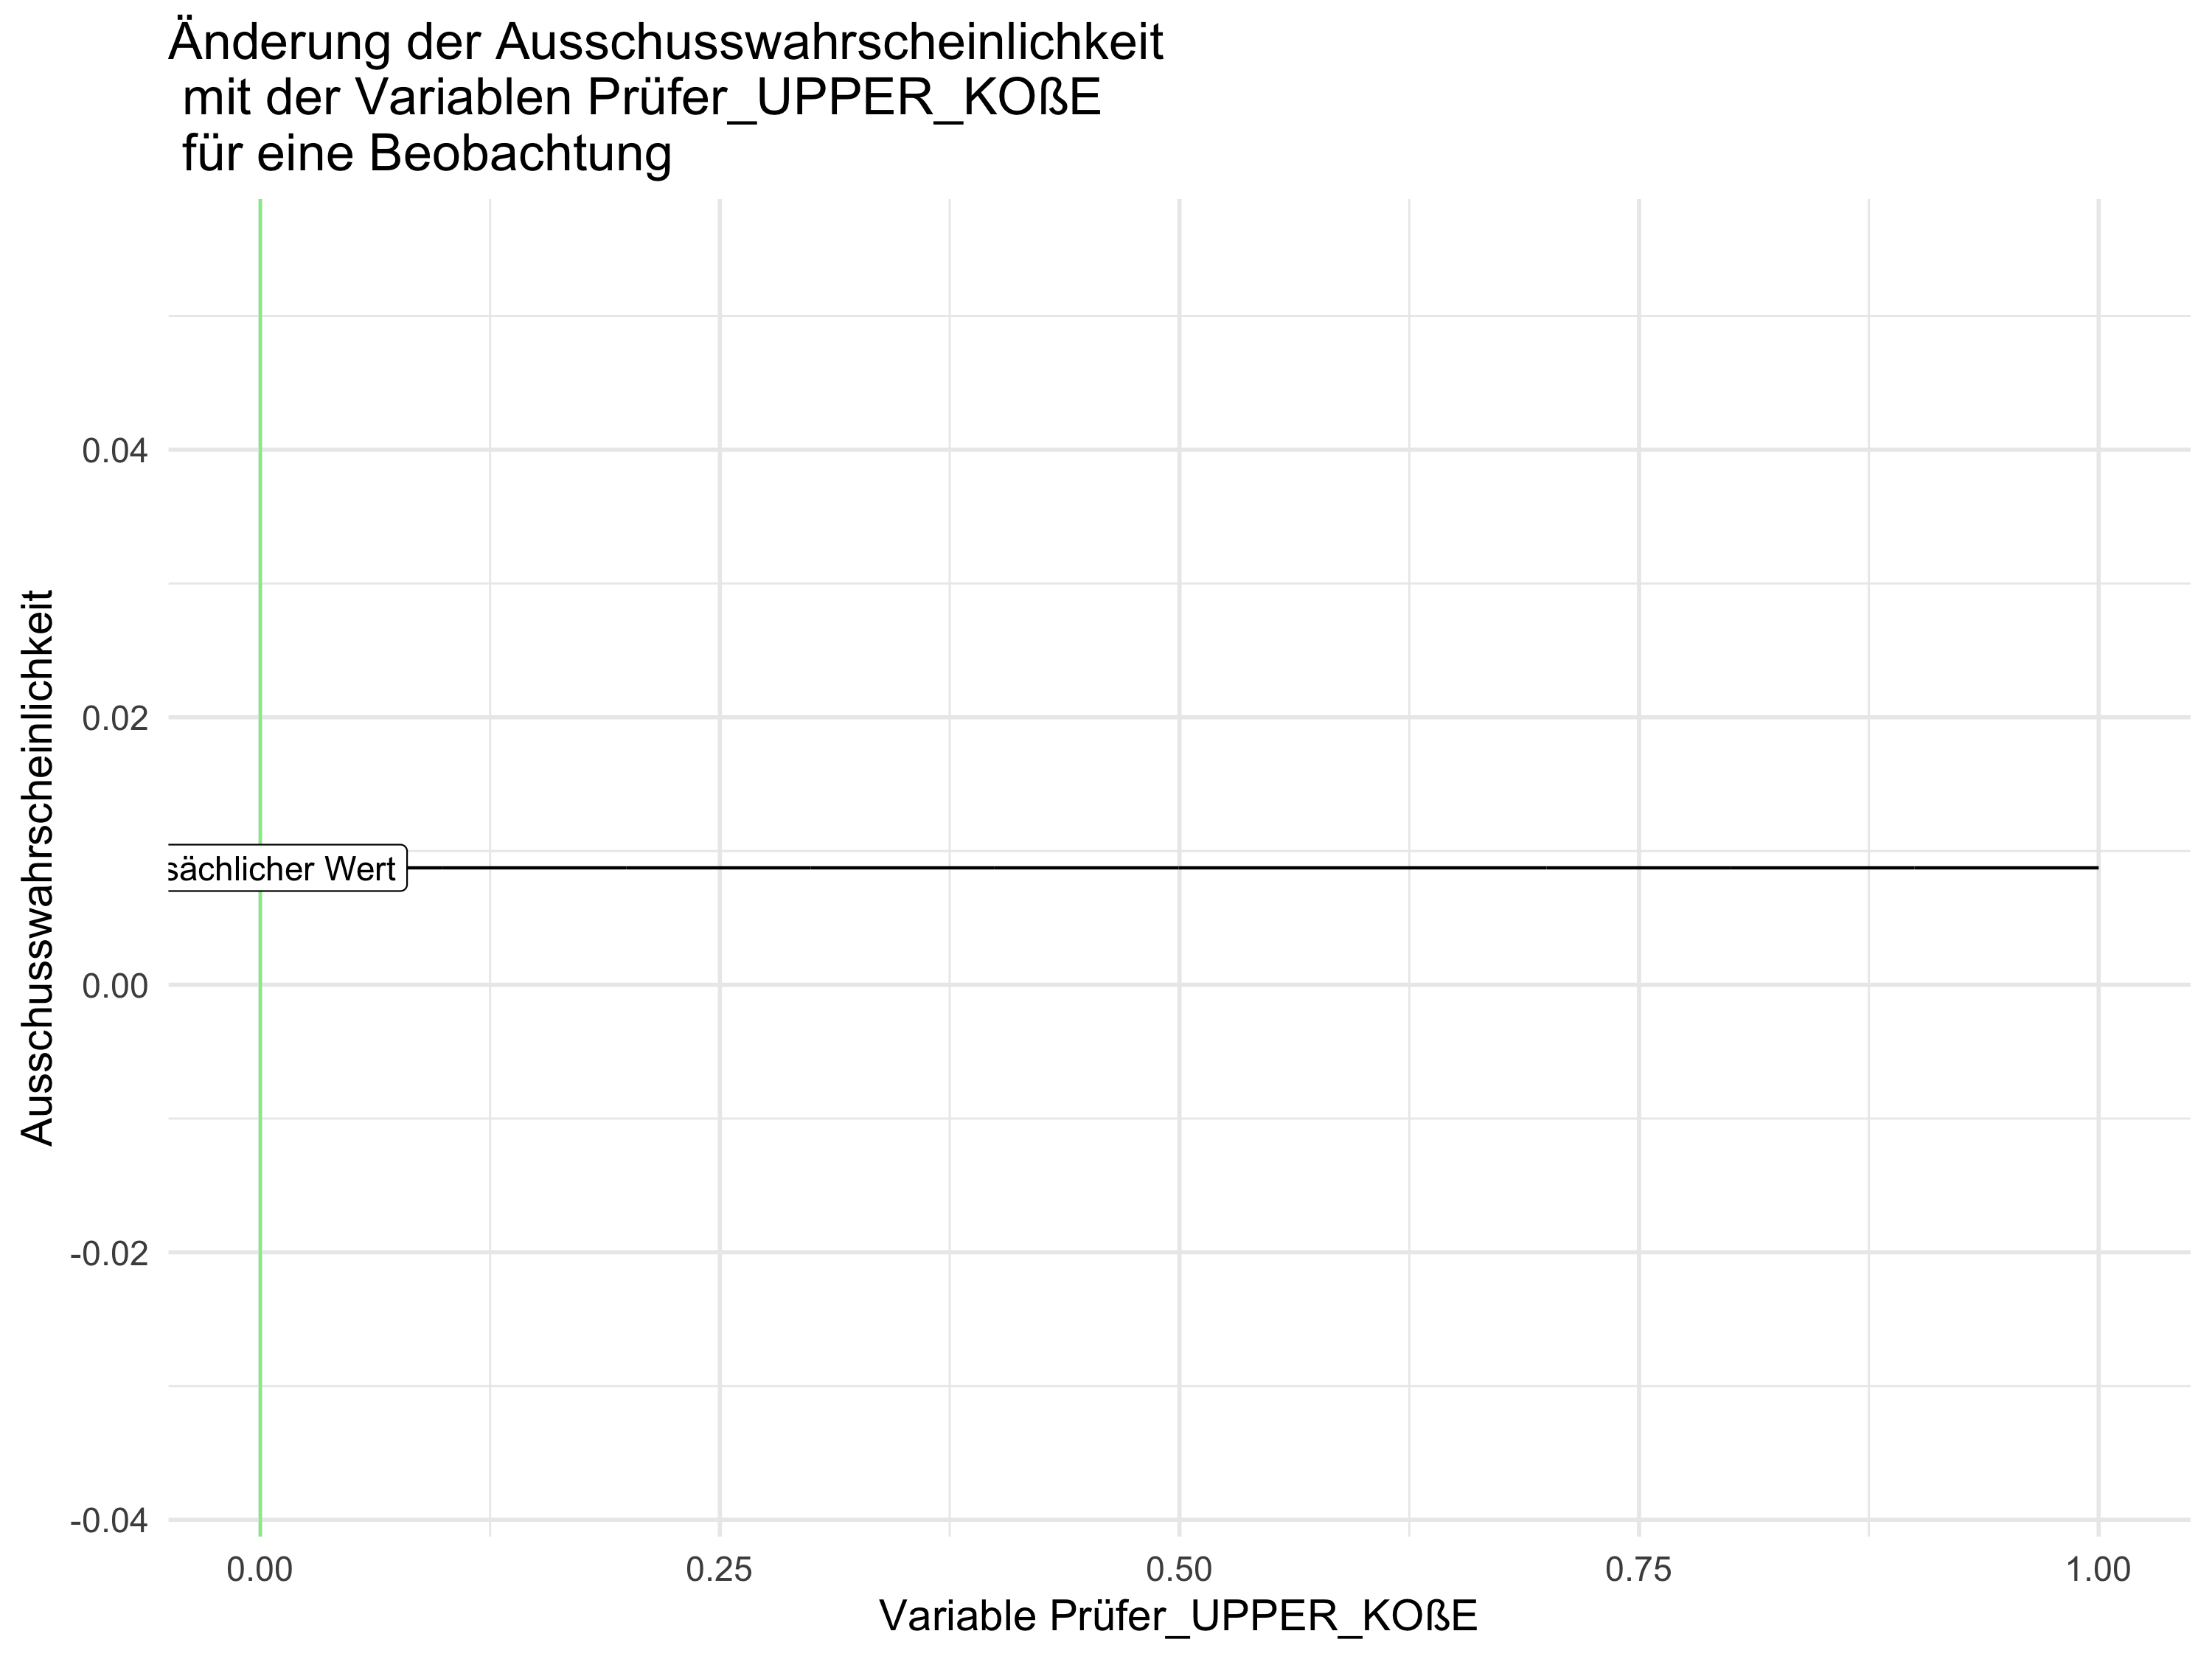 Änderung der Ausschusswahrscheinlichkeit
mit der Variablen Prüfer_UPPER_KOßE
für eine Beobachtung
Ausschusswahrscheinlichkeit
0.04
0.02
sächlicher Wert
0.00
-0.02
-0.04
0.00 0.25 0.50 0.75 1.00
Variable Prüfer_UPPER_KOßE